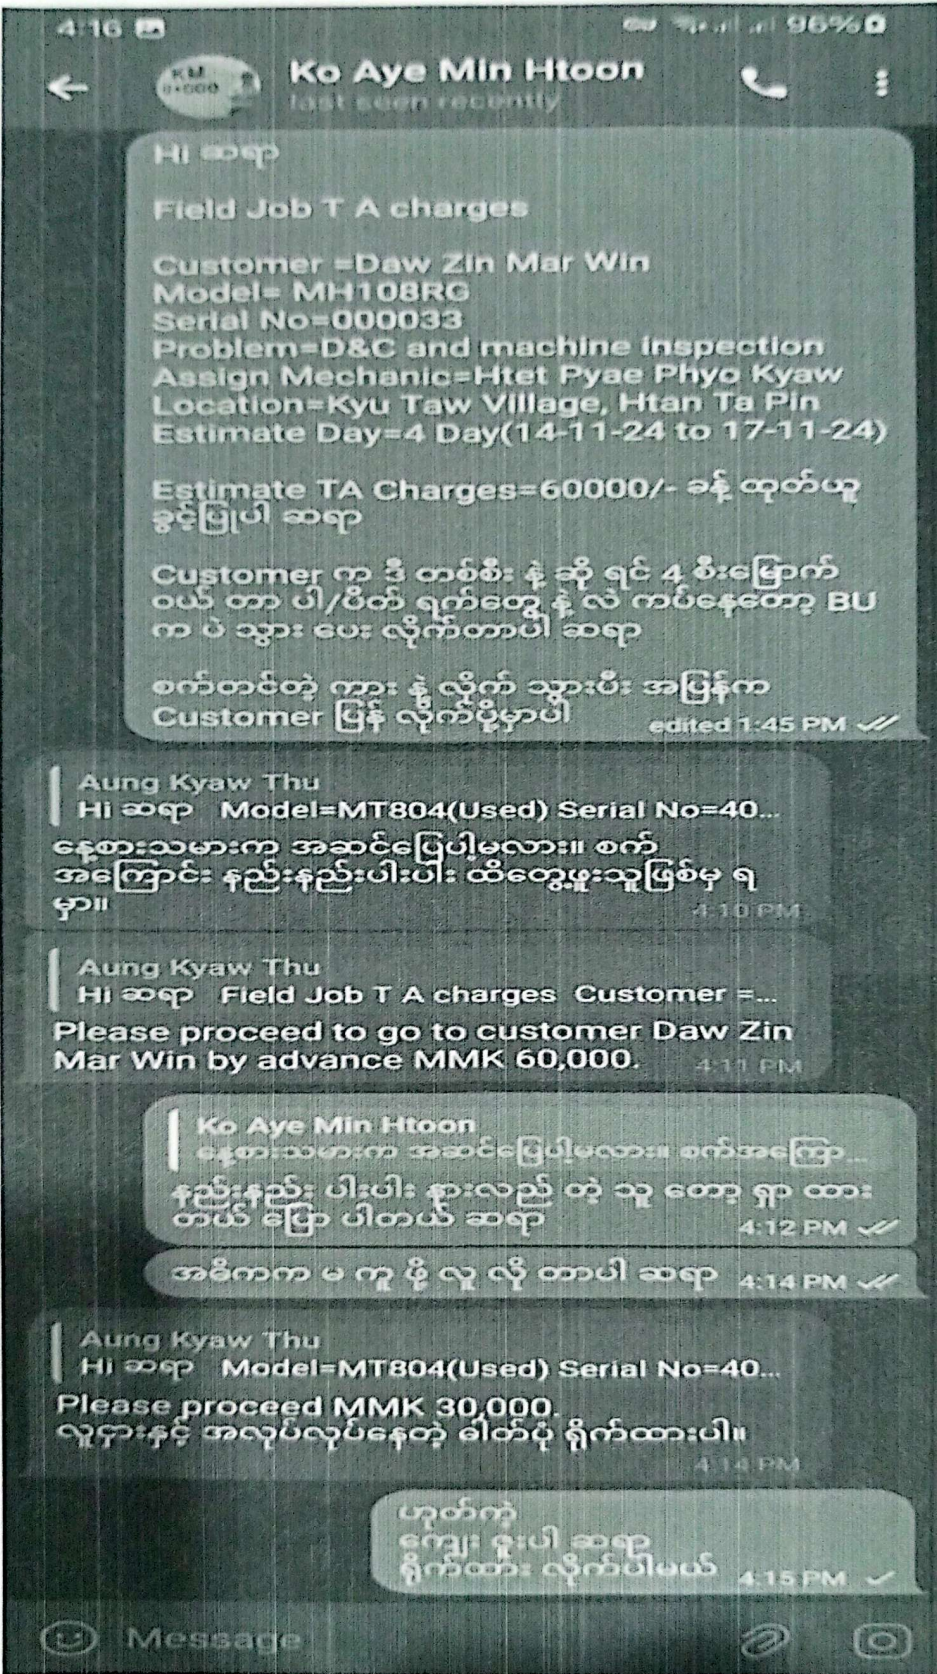 4:16
96%
Ko Aye Min Htoon
last seen recently
Hi ဆရာ
Field Job T A charges
Customer =Daw Zin Mar Win
Model= MH108RG
Serial No=000033
Problem=D&C and machine inspection
Assign Mechanic=Htet Pyae Phyo Kyaw
Location=Kyu Taw Village, Htan Ta Pin
Estimate Day=4 Day(14-11-24 to 17-11-24)
Estimate TA Charges=60000/- ခန့် ထုတ်ယူ
ခွင့်ပြုပါ ဆရာ
Customer က ဒီ တစ်စီး နဲ့ ဆို ရင် 4 စီးမြောက်
ဝယ် တာ ပါ/ပိတ် ရက်တွေ နဲ့ လဲ ကပ်နေတော့ BU
က ပဲ သွား ပေး လိုက်တာပါ ဆရာ
စက်တင်တဲ့ ကား နဲ့ လိုက် သွားပီး အပြန်က
Customer ပြန် လိုက်ပို့မှာပါ
edited 1:45 PM
Aung Kyaw Thu
Hi ဆရာ Model=MT804(Used) Serial No=40...
နေ့စားသမားက အဆင်ပြေပါ့မလား။ စက်
အကြောင်း နည်းနည်းပါးပါး ထိတွေ့ဖူးသူဖြစ်မှ ရ
မှာ။
4:10 PM
Aung Kyaw Thu
Hi ဆရာ Field Job T A charges Customer =...
Please proceed to go to customer Daw Zin
Mar Win by advance MMK 60,000.
4:11 PM
Ko Aye Min Htoon
နေ့စားသမားက အဆင်ပြေပါ့မလား။ စက်အကြော...
နည်းနည်း ပါးပါး နားလည် တဲ့ သူ တော့ ရှာ ထား
တယ် ပြော ပါတယ် ဆရာ
4:12 PM
အဓိကက မ ကူ ဖို့ လူ လို တာပါ ဆရာ 4:14 PM
Aung Kyaw Thu
Hi ဆရာ Model=MT804(Used) Serial No=40...
Please proceed MMK 30,000.
လူငှားနှင့် အလုပ်လုပ်နေတဲ့ ဓါတ်ပုံ ရိုက်ထားပါ။
4:14 PM
ဟုတ်ကဲ့
ကျေး ဇူးပါ ဆရာ
ရိုက်ထား လိုက်ပါမယ် 4:15 PM
Message